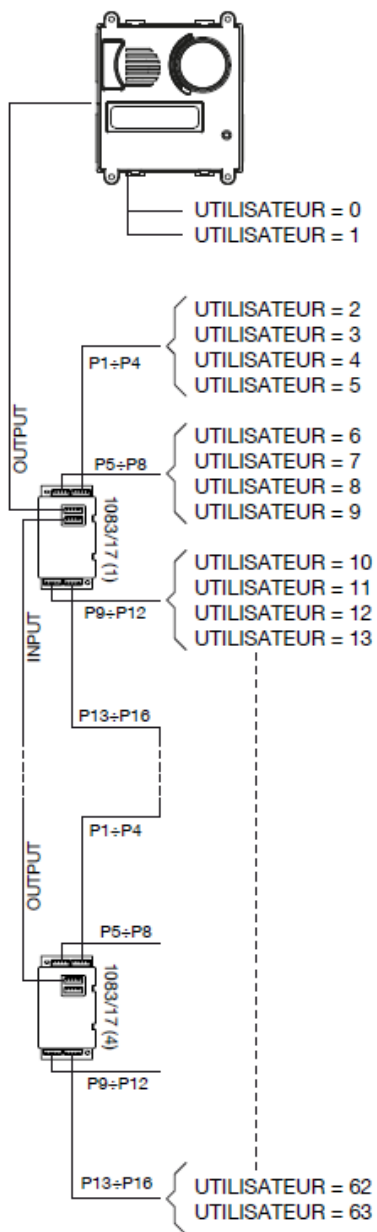 UTILISATEUR = 0
UTILISATEUR = 1
UTILISATEUR = 2
UTILISATEUR = 3
P1÷P4
UTILISATEUR = 4
UTILISATEUR = 5
OUTPUT
UTILISATEUR = 6
P5÷P8
UTILISATEUR = 7
UTILISATEUR = 8
UTILISATEUR = 9
1083/17 (1)
UTILISATEUR = 10
UTILISATEUR = 11
P9÷P12
UTILISATEUR = 12
UTILISATEUR = 13
INPUT
P13÷P16
P1÷P4
OUTPUT
P5÷P8
1083/17 (4)
P9÷P12
P13÷P16
UTILISATEUR = 62
UTILISATEUR = 63